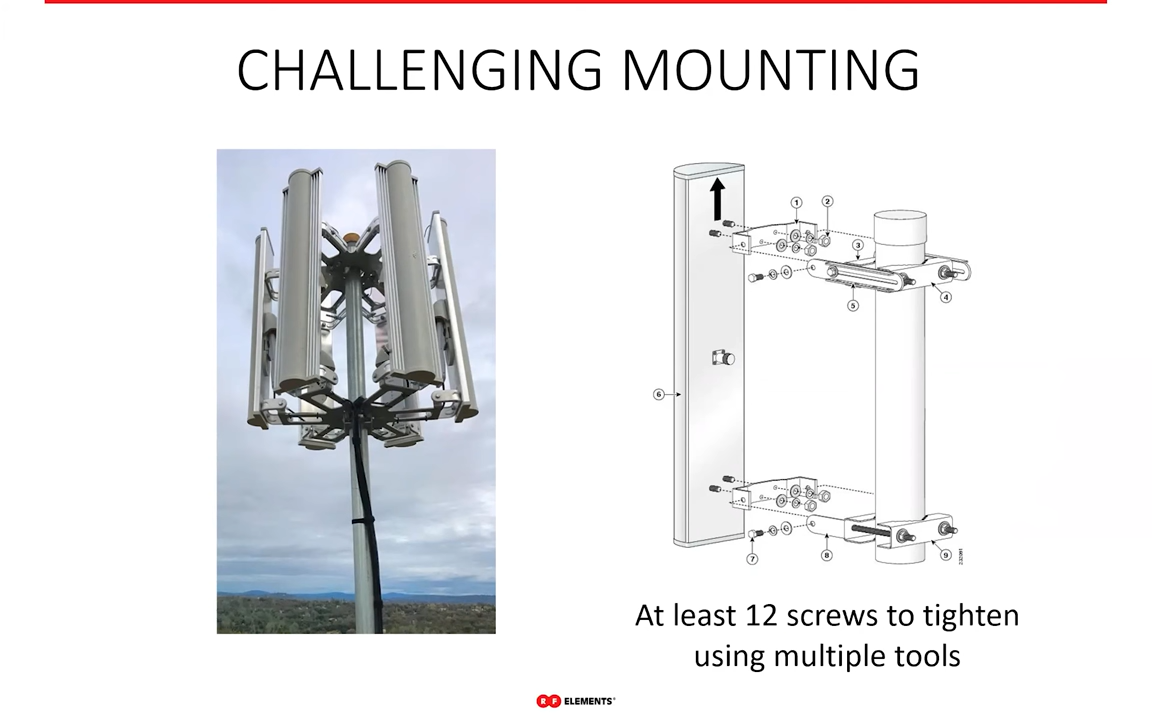 CHALLENGING MOUNTING
1
2
3
4
5
6
7
8
9
At least 12 screws to tighten
using multiple tools
RF ELEMENTS